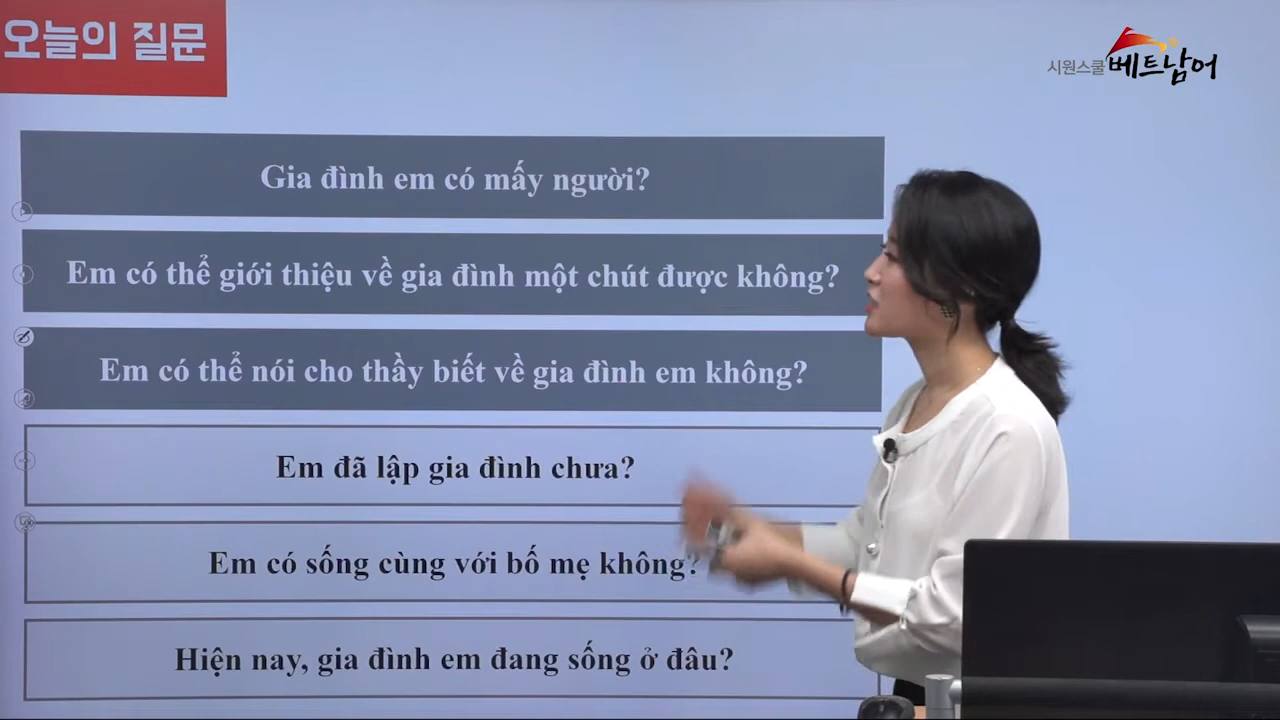 오늘의 질문
시원스쿨 베트남어
Gia đình em có mấy người?
Em có thể giới thiệu về gia đình một chút được không?
Em có thể nói cho thầy biết về gia đình em không?
Em đã lập gia đình chưa?
Em có sống cùng với bố mẹ không?
Hiện nay, gia đình em đang sống ở đâu?